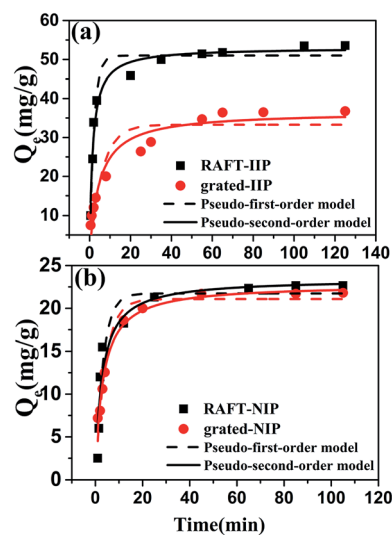 (a)
60
50
40
30
20
10
Qe(mg/g)
RAFT-IIP
grated-IIP
Pseudo-first-order model
Pseudo-second-order model
0 20 40 60 80 100 120 140
(b)
25
20
15
10
5
0
Qe(mg/g)
RAFT-NIP
grated-NIP
Pseudo-first-order model
Pseudo-second-order model
0 20 40 60 80 100 120
Time(min)